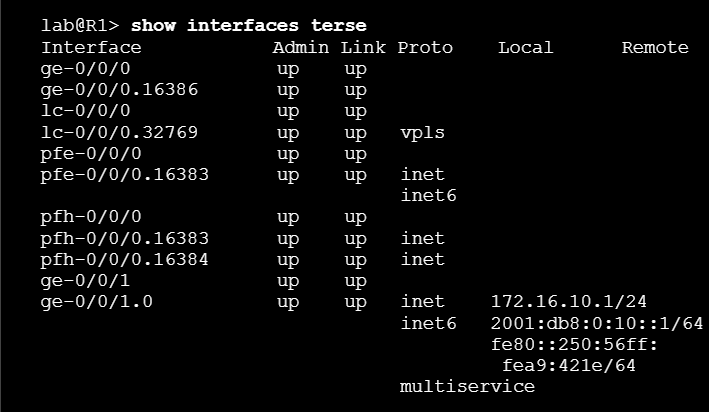 lab@R1> show interfaces terse
Interface Admin Link Proto Local Remote
ge-0/0/0 up up
ge-0/0/0.16386 up up
lc-0/0/0 up up
lc-0/0/0.32769 up up vpls
pfe-0/0/0 up up
pfe-0/0/0.16383 up up inet
inet6
pfh-0/0/0 up up
pfh-0/0/0.16383 up up inet
pfh-0/0/0.16384 up up inet
ge-0/0/1 up up
ge-0/0/1.0 up up inet 172.16.10.1/24
inet6 2001:db8:0:10::1/64
fe80::250:56ff:
fea9:421e/64
multiservice